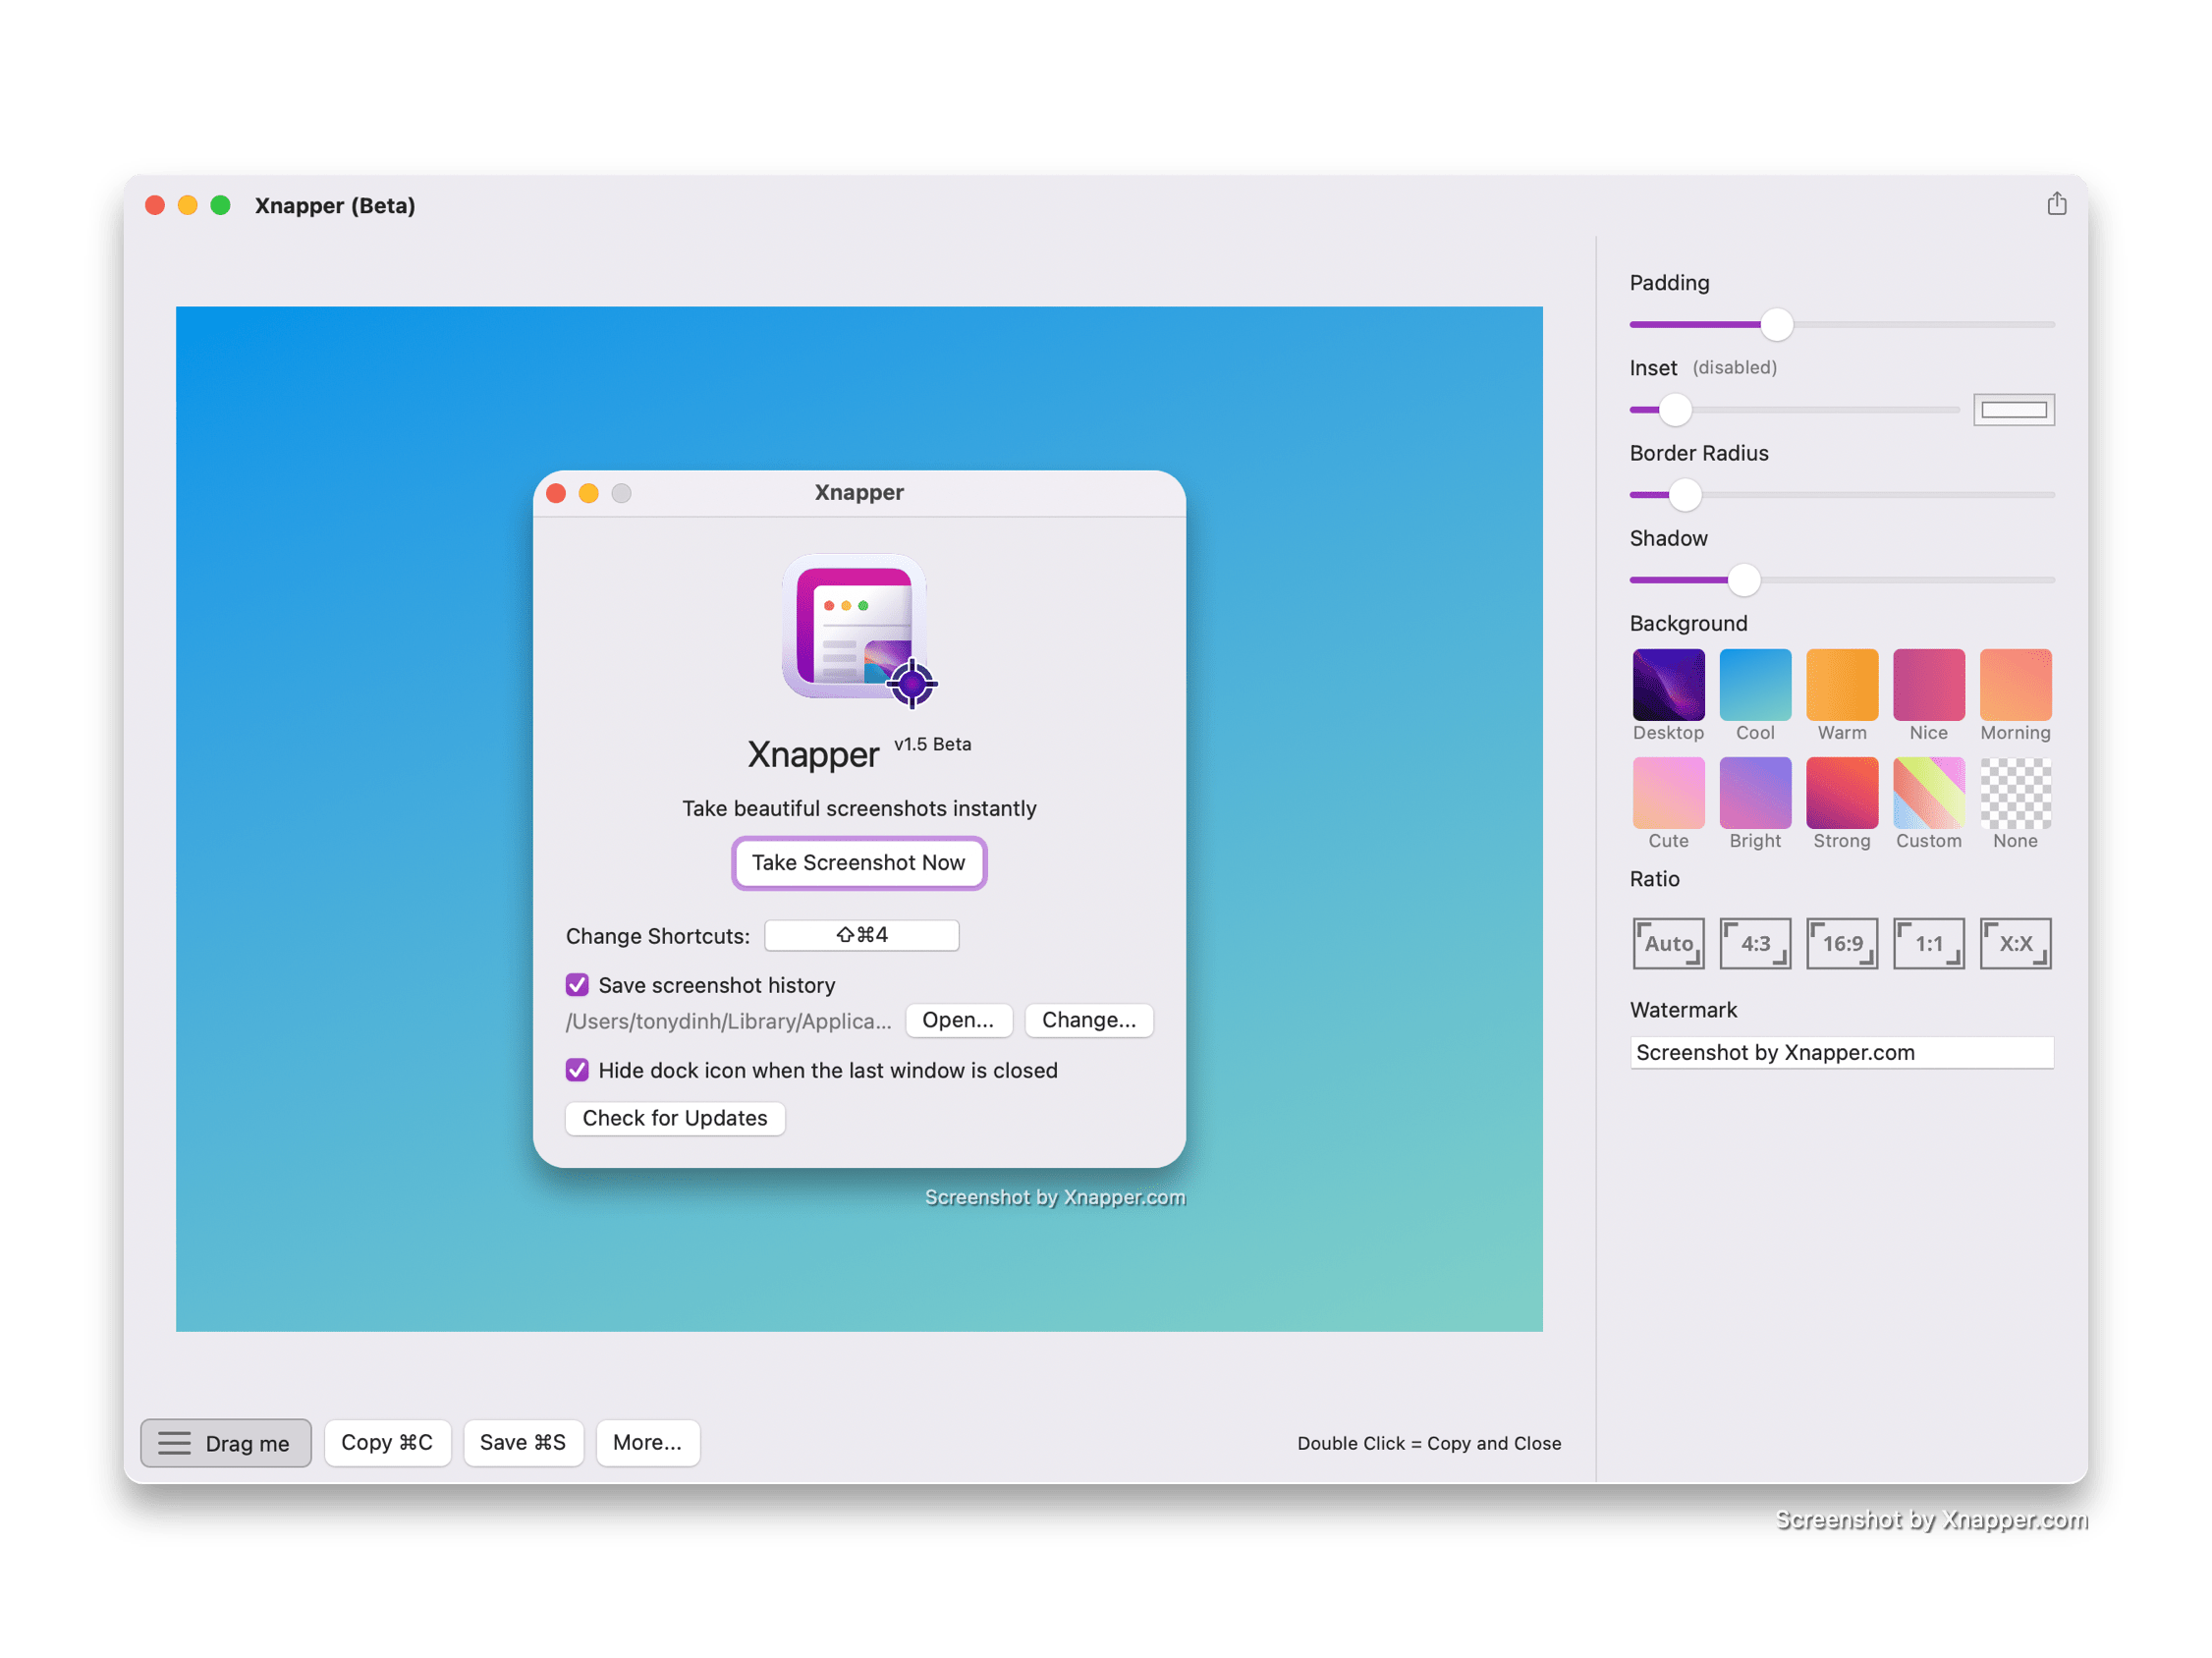 Xnapper (Beta)
Xnapper
Xnapper v1.5 Beta
Take beautiful screenshots instantly
Take Screenshot Now
Change Shortcuts: ⇧⌘4
Save screenshot history
/Users/tonydinh/Library/Applica... Open... Change...
Hide dock icon when the last window is closed
Check for Updates
Screenshot by Xnapper.com
Drag me Copy ⌘C Save ⌘S More... Double Click = Copy and Close
Padding
Inset (disabled)
Border Radius
Shadow
Background
Desktop Cool Warm Nice Morning
Cute Bright Strong Custom None
Ratio
Auto 4:3 16:9 1:1 X:X
Watermark
Screenshot by Xnapper.com
Screenshot by Xnapper.com